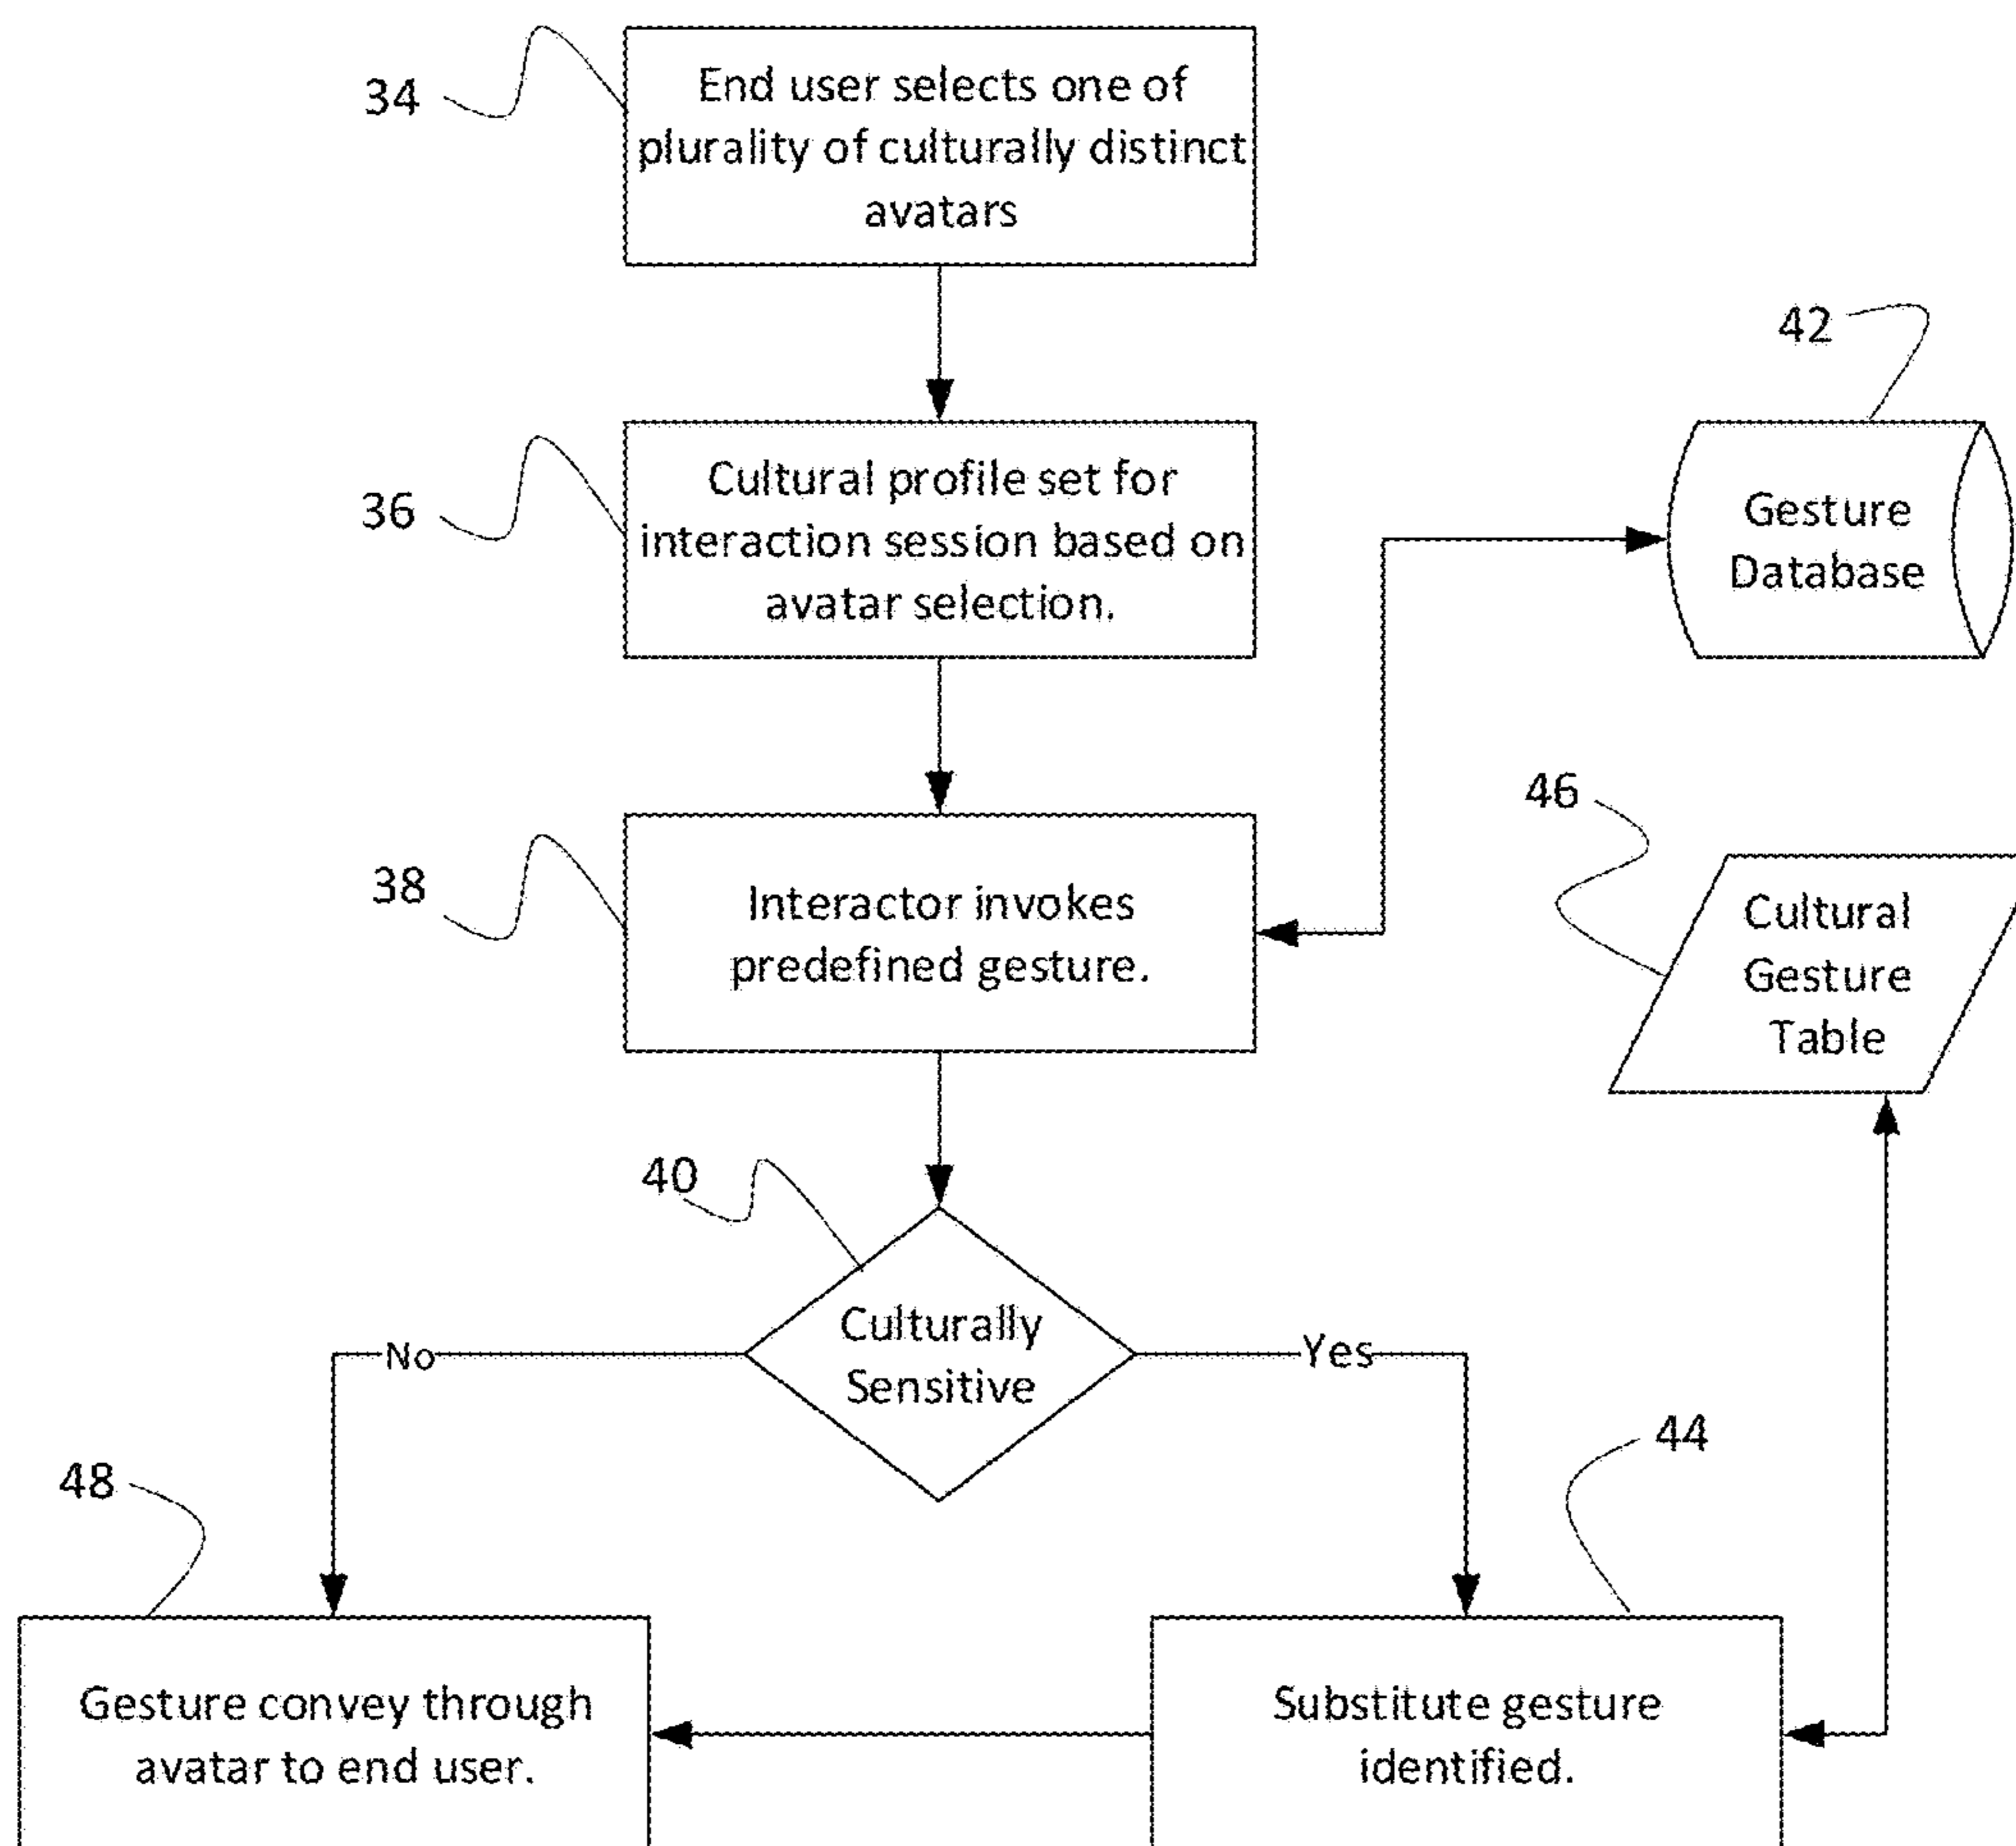 34
End user selects one of
plurality of culturally distinct
avatars
42
36
Cultural profile set for
interaction session based on
avatar selection.
Gesture
Database
46
38
Interactor invokes
predefined gesture.
Cultural
Gesture
Table
40
Culturally
Sensitive
No
Yes
44
48
Gesture convey through
avatar to end user.
Substitute gesture
identified.